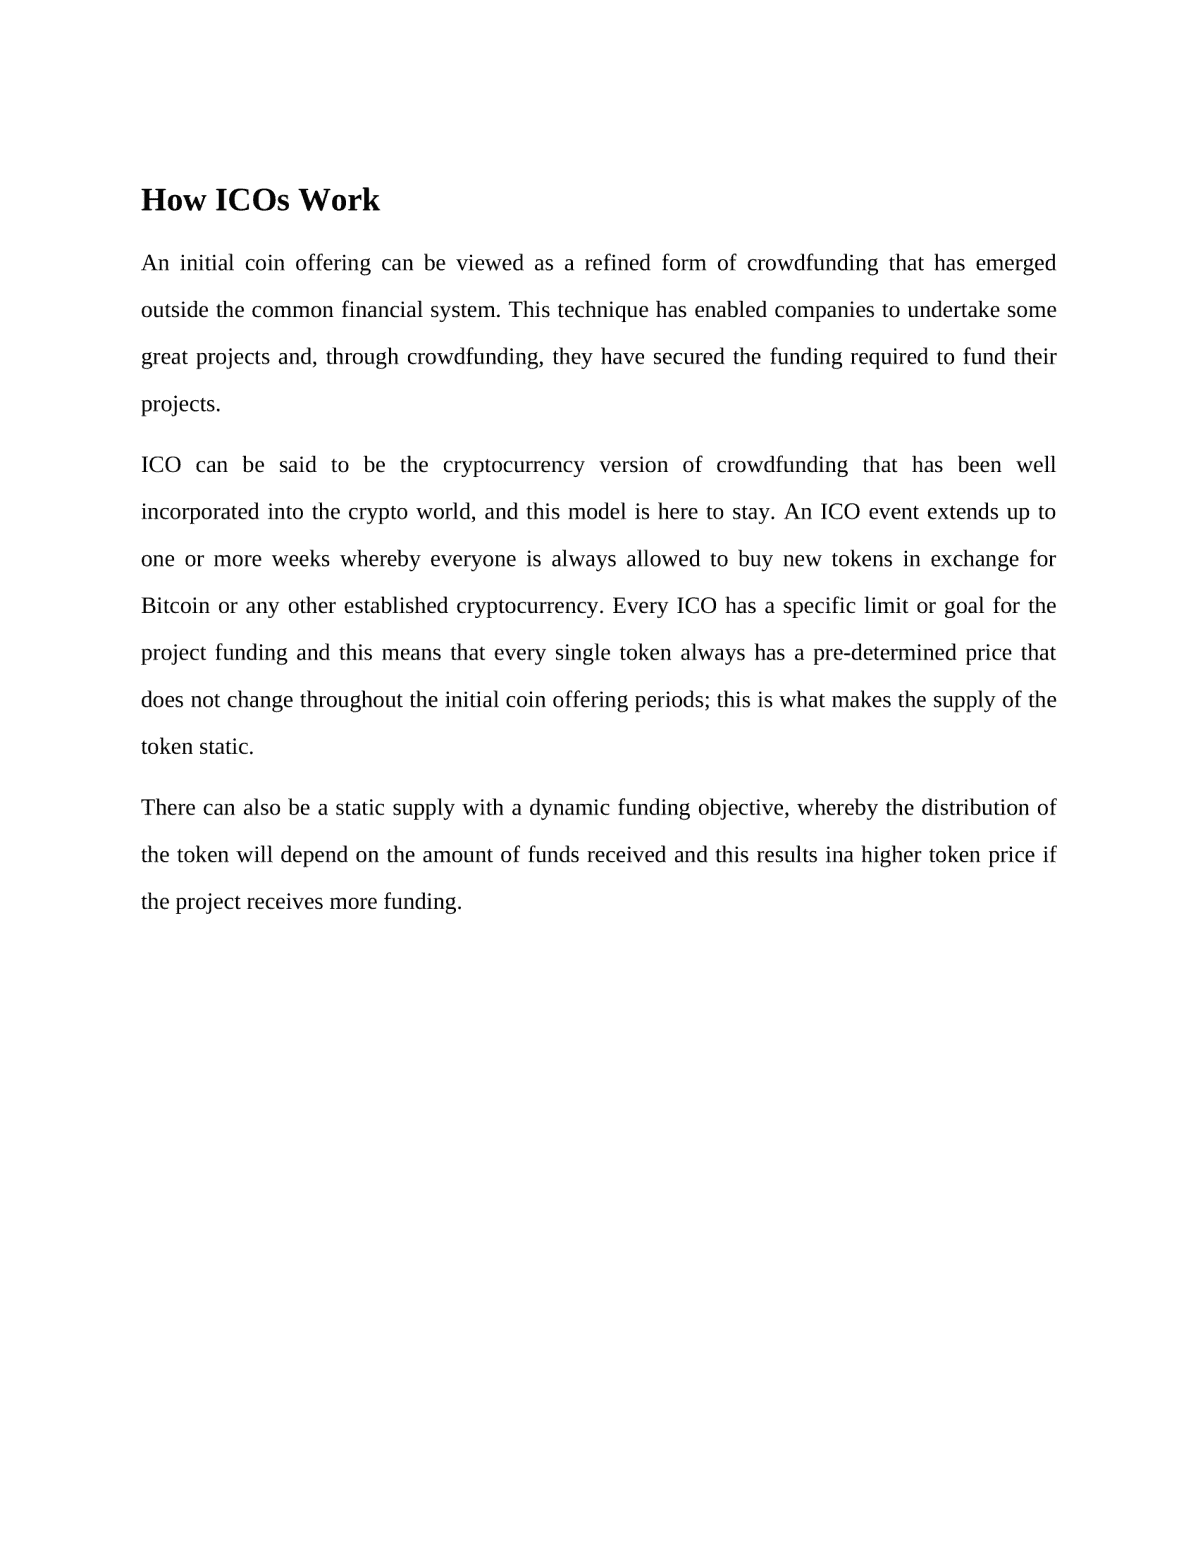 How ICOs Work
An initial coin offering can be viewed as a refined form of crowdfunding that has emerged
outside the common financial system. This technique has enabled companies to undertake some
great projects and, through crowdfunding, they have secured the funding required to fund their
projects.
ICO can be said to be the cryptocurrency version of crowdfunding that has been well
incorporated into the crypto world, and this model is here to stay. An ICO event extends up to
one or more weeks whereby everyone is always allowed to buy new tokens in exchange for
Bitcoin or any other established cryptocurrency. Every ICO has a specific limit or goal for the
project funding and this means that every single token always has a pre-determined price that
does not change throughout the initial coin offering periods; this is what makes the supply of the
token static.
There can also be a static supply with a dynamic funding objective, whereby the distribution of
the token will depend on the amount of funds received and this results ina higher token price if
the project receives more funding.